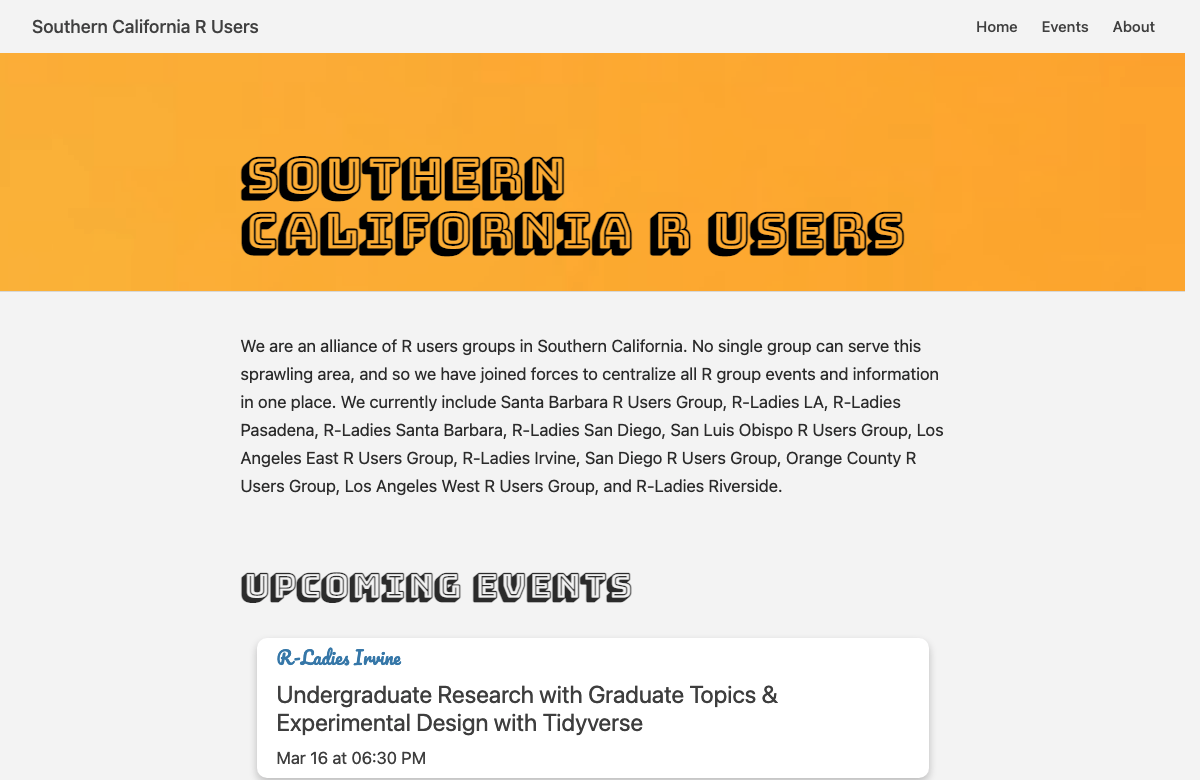 Southern California R Users
Home Events About
SOUTHERN
CALIFORNIA R USERS
We are an alliance of R users groups in Southern California. No single group can serve this
sprawling area, and so we have joined forces to centralize all R group events and information
in one place. We currently include Santa Barbara R Users Group, R-Ladies LA, R-Ladies
Pasadena, R-Ladies Santa Barbara, R-Ladies San Diego, San Luis Obispo R Users Group, Los
Angeles East R Users Group, R-Ladies Irvine, San Diego R Users Group, Orange County R
Users Group, Los Angeles West R Users Group, and R-Ladies Riverside.
UPCOMING EVENTS
R-Ladies Irvine
Undergraduate Research with Graduate Topics &
Experimental Design with Tidyverse
Mar 16 at 06:30 PM